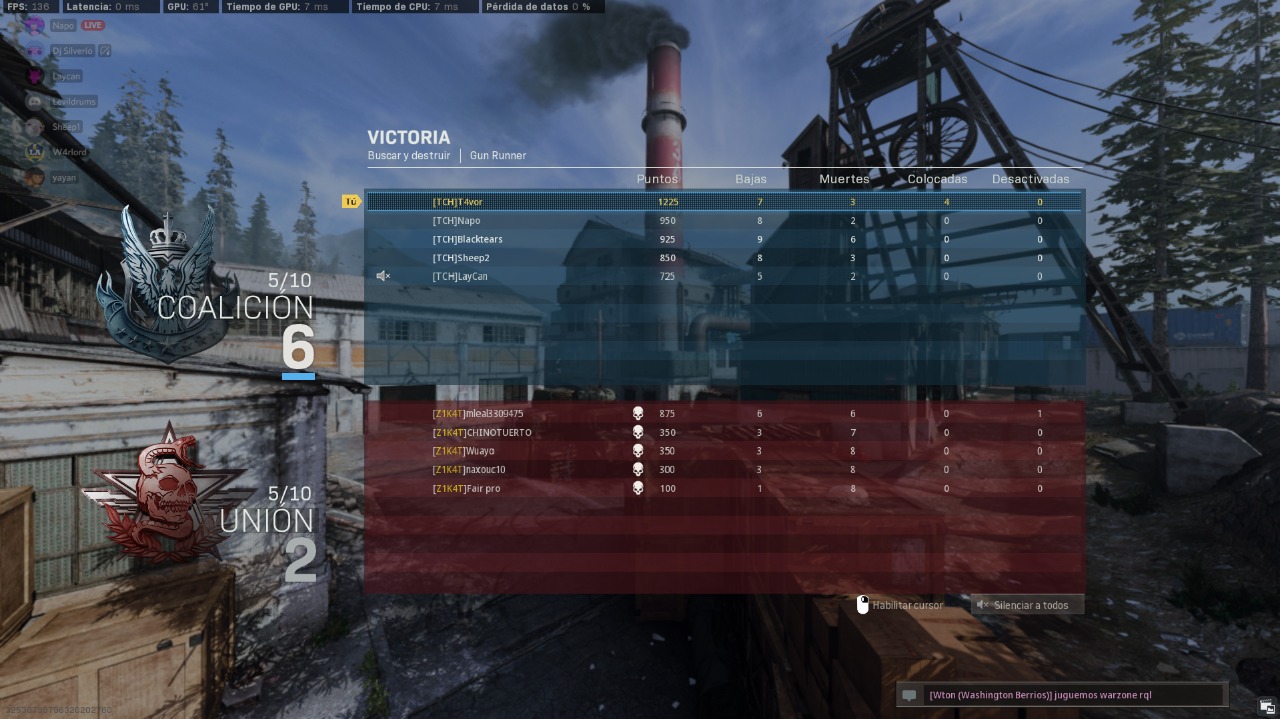 FPS: 136 Latencia: 0 ms GPU: 61° Tiempo de GPU: 7 ms Tiempo de CPU: 7 ms Pérdida de datos 0 %
Napo LIVE
Dj Silverio
Laycan
Levildrums
Sheep!
W4rlord
yayan
VICTORIA
Buscar y destruir | Gun Runner
Puntos Bajas Muertes Colocadas Desactivadas
TÚ [TCH]T4vor 1225 7 3 4 0
[TCH]Napo 950 8 2 0 0
[TCH]Blacktears 925 9 6 0 0
[TCH]Sheep2 850 8 3 0 0
[TCH]LayCan 725 5 2 0 0
5/10
COALICIÓN
6
[Z1K4T]mleal3309475 875 6 6 0 1
[Z1K4T]CHINOTUERTO 350 3 7 0 0
[Z1K4T]Wuayo 350 3 8 0 0
[Z1K4T]naxouc10 300 3 8 0 0
[Z1K4T]Fair pro 100 1 8 0 0
5/10
UNIÓN
2
Habilitar cursor Silenciar a todos
[Wton (Washington Berrios)] juguemos warzone rql